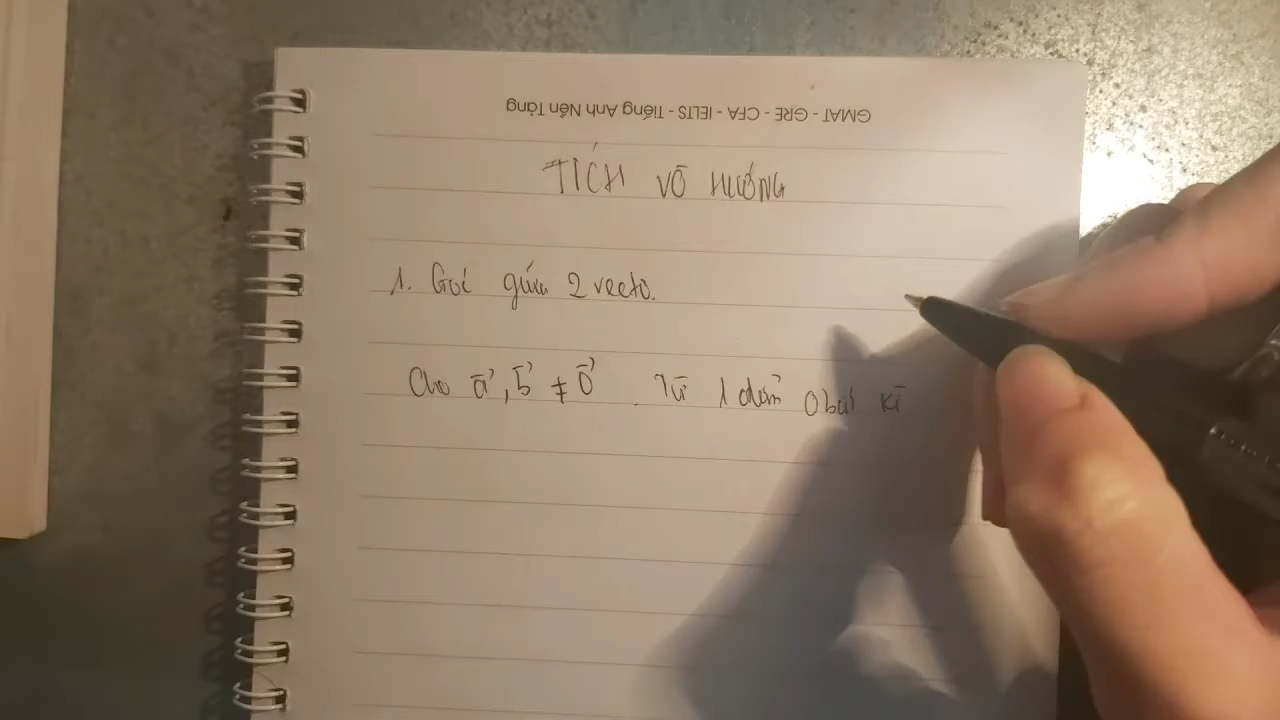 GMAT - GRE - CFA - IELTS - Tiếng Anh Nền Tảng
TÍCH VÔ HƯỚNG
1. Góc giữa 2 vectơ.
Cho a⃗, b⃗ ≠ 0⃗. Từ 1 điểm O bất kì